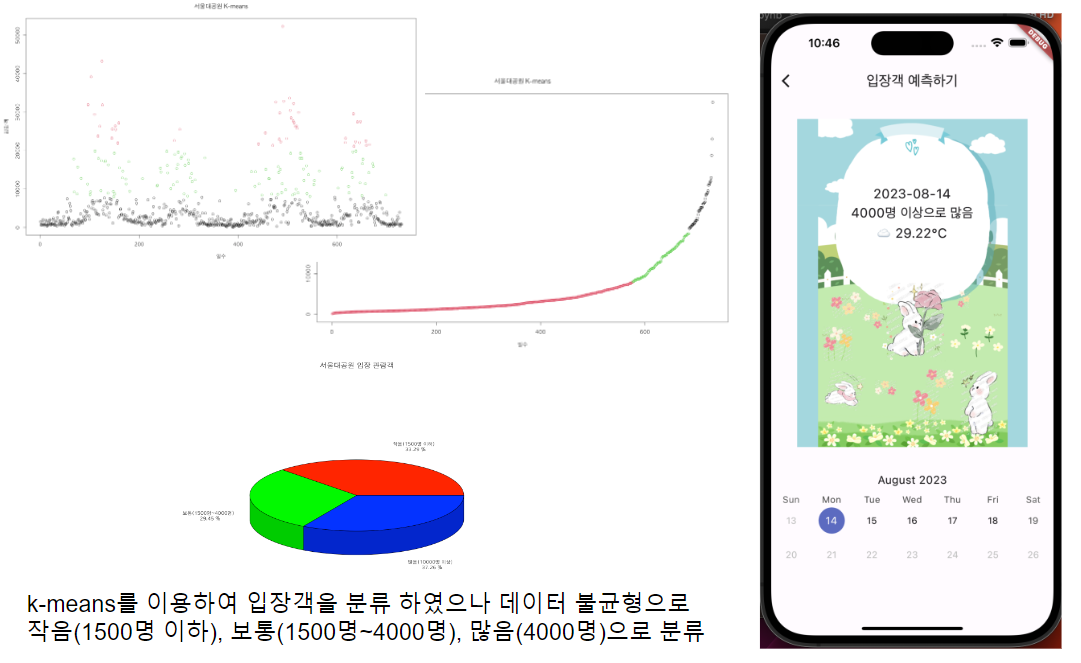 서울대공원 K-means
50000
40000
30000
20000
10000
0
0
200
400
600
일수
서울대공원 K-means
10000
0
0
200
400
600
일수
서울대공원 입장 관람객
작음(1500명 이하)
33.29 %
보통(1500명~4000명)
29.45 %
많음(10000명 이상)
37.26 %
k-means를 이용하여 입장객을 분류 하였으나 데이터 불균형으로
작음(1500명 이하), 보통(1500명~4000명), 많음(4000명)으로 분류
10:46
DEBUG
입장객 예측하기
2023-08-14
4000명 이상으로 많음
29.22°C
August 2023
Sun Mon Tue Wed Thu Fri Sat
13 14 15 16 17 18 19
20 21 22 23 24 25 26